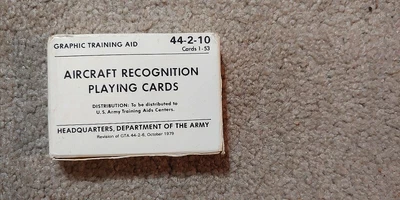 GRAPHIC TRAINING AID 44-2-10
Cards 1-53
AIRCRAFT RECOGNITION
PLAYING CARDS
DISTRIBUTION: To be distributed to
U.S. Army Training Aids Centers.
HEADQUARTERS, DEPARTMENT OF THE ARMY
Revision of GTA 44-2-6, October 1979